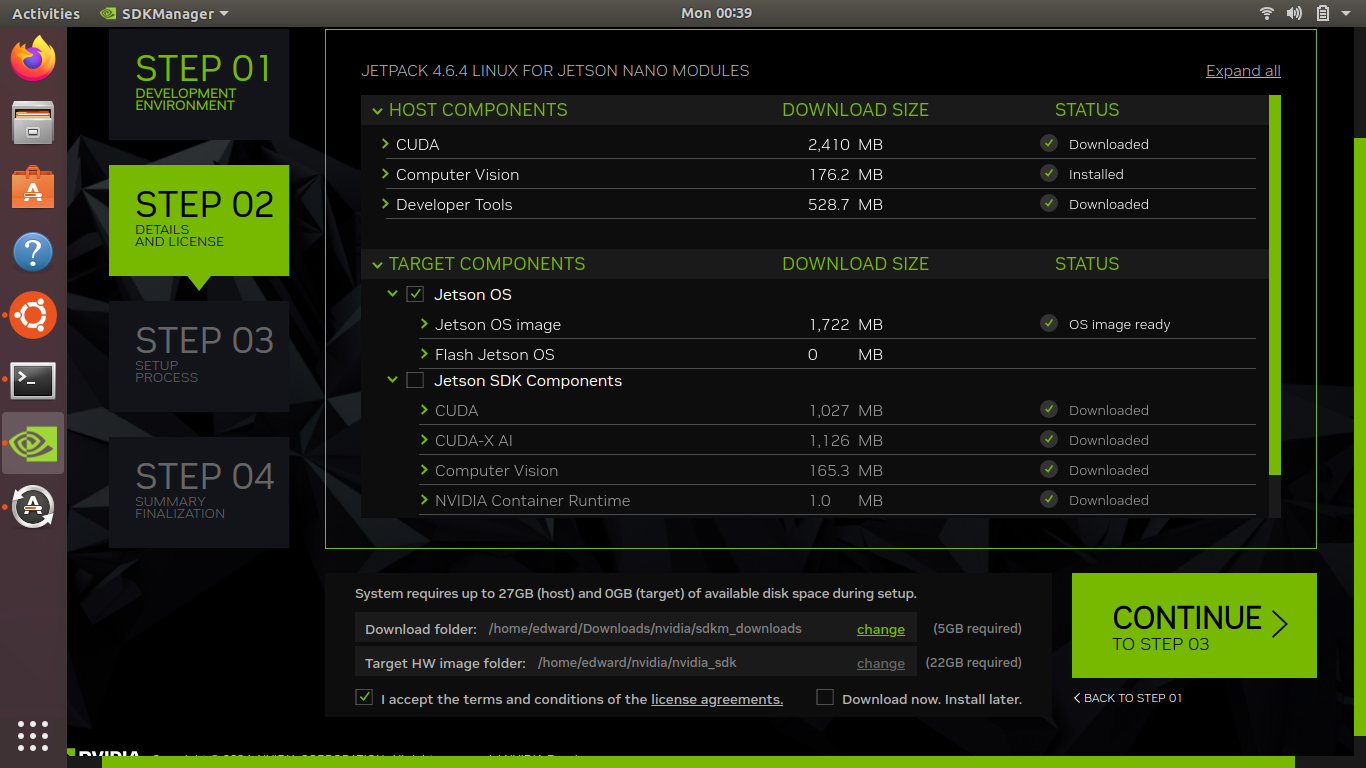 Activities SDKManager Mon 00:39
STEP 01
DEVELOPMENT
ENVIRONMENT
STEP 02
DETAILS
AND LICENSE
STEP 03
SETUP
PROCESS
STEP 04
SUMMARY
FINALIZATION
JETPACK 4.6.4 LINUX FOR JETSON NANO MODULES Expand all
HOST COMPONENTS DOWNLOAD SIZE STATUS
CUDA 2,410 MB Downloaded
Computer Vision 176.2 MB Installed
Developer Tools 528.7 MB Downloaded
TARGET COMPONENTS DOWNLOAD SIZE STATUS
Jetson OS
Jetson OS image 1,722 MB OS image ready
Flash Jetson OS 0 MB
Jetson SDK Components
CUDA 1,027 MB Downloaded
CUDA-X AI 1,126 MB Downloaded
Computer Vision 165.3 MB Downloaded
NVIDIA Container Runtime 1.0 MB Downloaded
System requires up to 27GB (host) and 0GB (target) of available disk space during setup.
Download folder: /home/edward/Downloads/nvidia/sdkm_downloads change (5GB required)
Target HW image folder: /home/edward/nvidia/nvidia_sdk change (22GB required)
I accept the terms and conditions of the license agreements. Download now. Install later.
CONTINUE
TO STEP 03
BACK TO STEP 01
NVIDIA